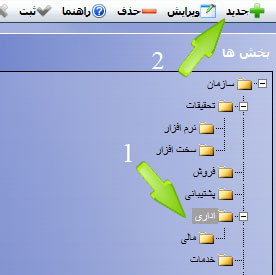 جدید ویرایش حذف راهنما ثبت
2
بخش ها
سازمان
تحقیقات
نرم افزار
سخت افزار
1
فروش
پشتیبانی
اداری
مالی
خدمات